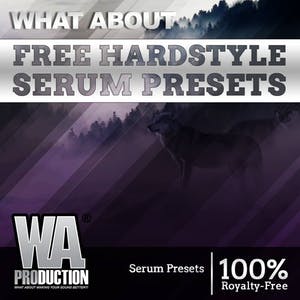 WHAT ABOUT
FREE HARDSTYLE
SERUM PRESETS
WA®
PRODUCTION
WHAT ABOUT MAKING YOUR SOUND BETTER?
Serum Presets
100%
Royalty-Free